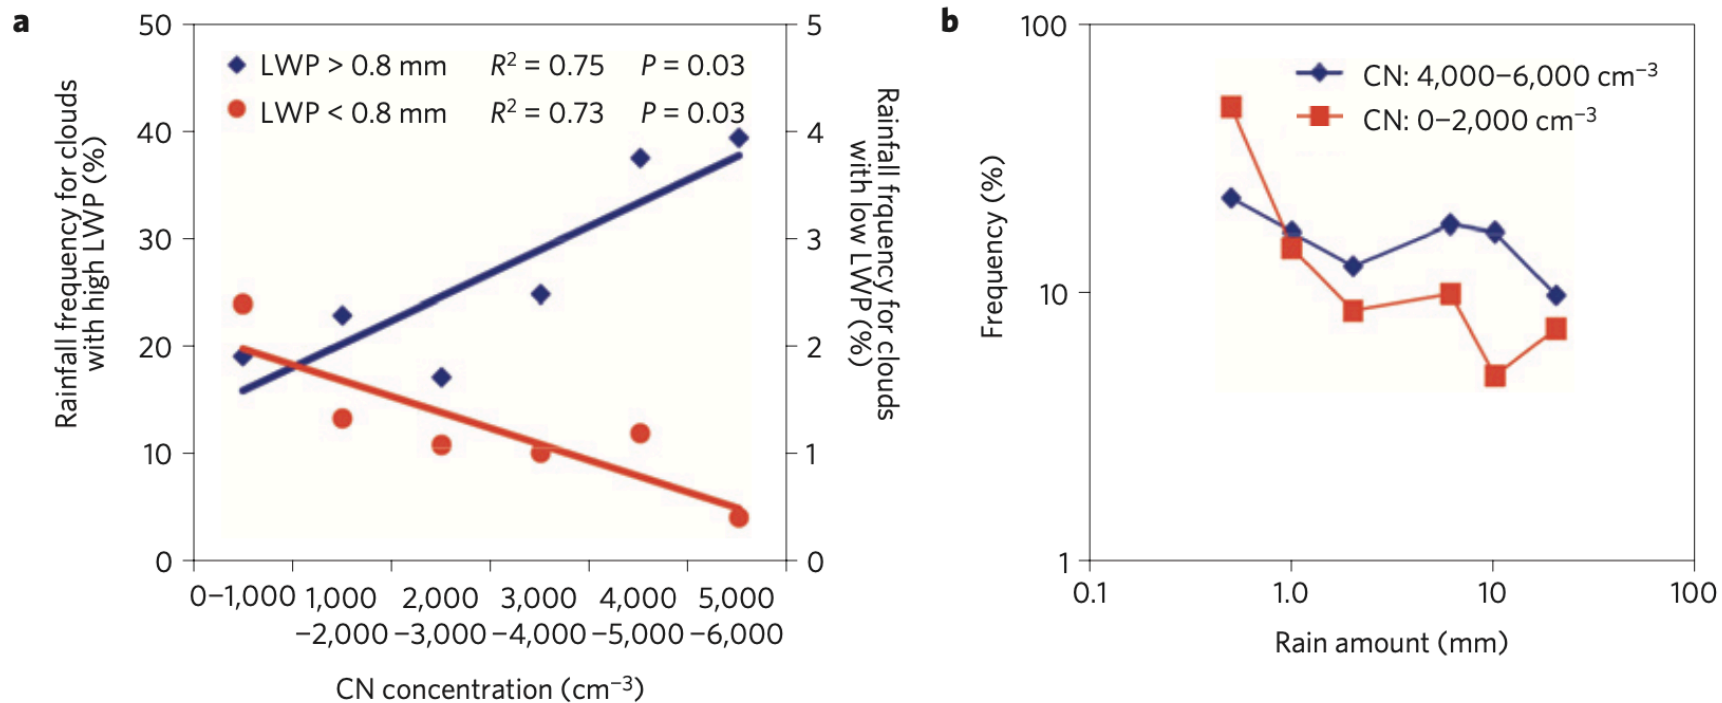 a
50
40
30
20
10
0
5
4
3
2
1
0
Rainfall frequency for clouds
with high LWP (%)
Rainfall frquency for clouds
with low LWP (%)
LWP > 0.8 mm R² = 0.75 P = 0.03
LWP < 0.8 mm R² = 0.73 P = 0.03
0–1,000 1,000 2,000 3,000 4,000 5,000
–2,000 –3,000 –4,000 –5,000 –6,000
CN concentration (cm⁻³)
b
100
10
1
Frequency (%)
CN: 4,000–6,000 cm⁻³
CN: 0–2,000 cm⁻³
0.1 1.0 10 100
Rain amount (mm)